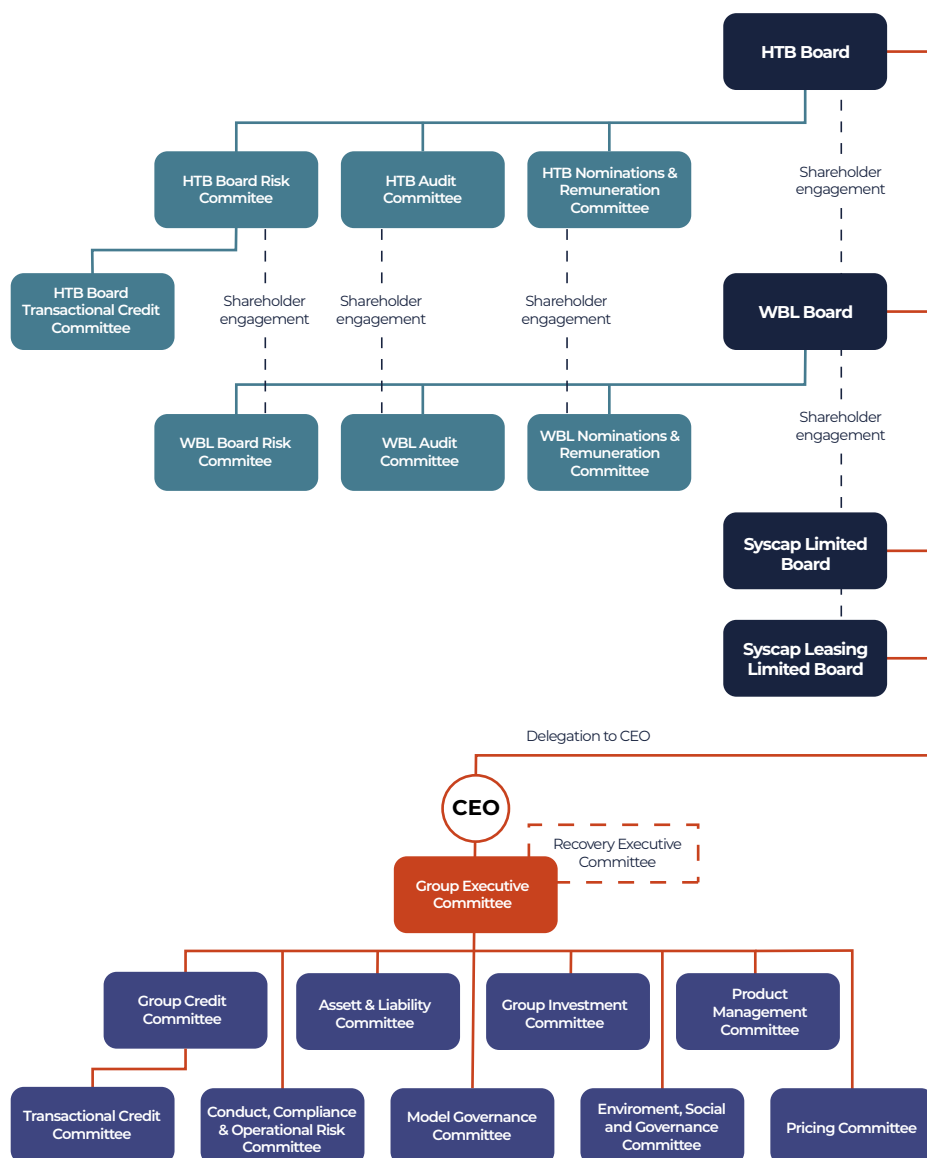 HTB Board
HTB Board Risk
Commitee
HTB Audit
Committee
HTB Nominations &
Remuneration
Committee
Shareholder
engagement
HTB Board
Transactional Credit
Committee
Shareholder
engagement
Shareholder
engagement
Shareholder
engagement
WBL Board
WBL Board Risk
Commitee
WBL Audit
Committee
WBL Nominations &
Remuneration
Committee
Shareholder
engagement
Syscap Limited
Board
Syscap Leasing
Limited Board
Delegation to CEO
CEO
Recovery Executive
Committee
Group Executive
Committee
Group Credit
Committee
Assett & Liability
Committee
Group Investment
Committee
Product
Management
Committee
Transactional Credit
Committee
Conduct, Compliance
& Operational Risk
Committee
Model Governance
Committee
Enviroment, Social
and Governance
Committee
Pricing Committee